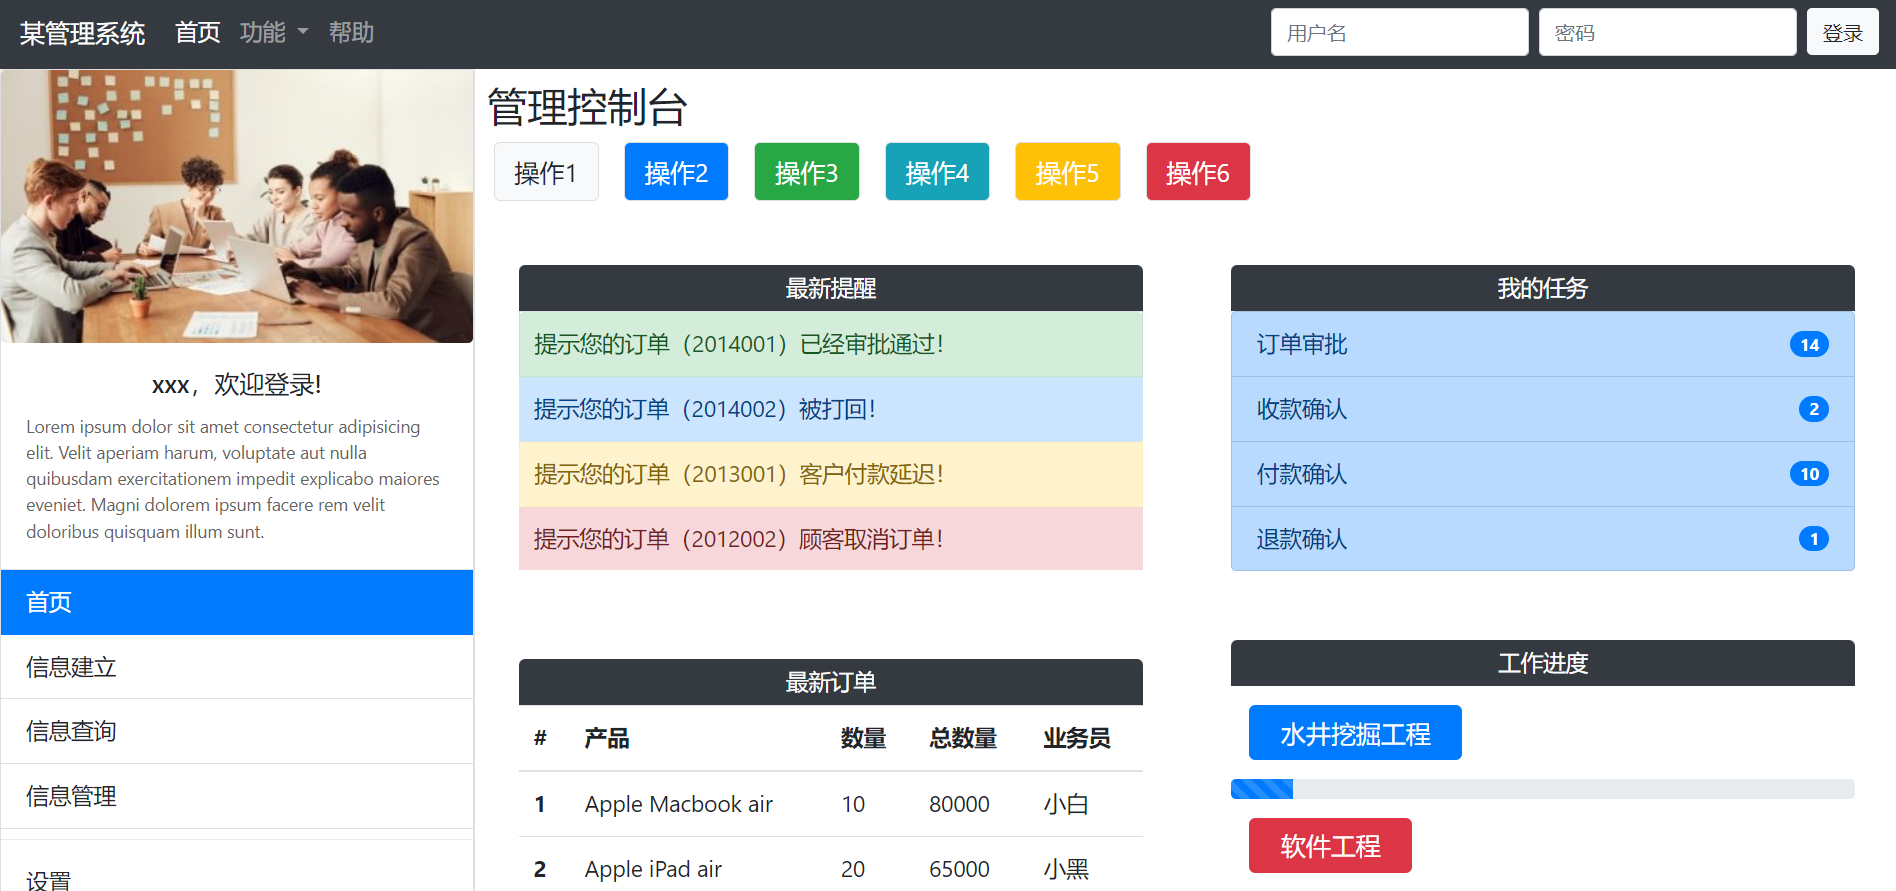 某管理系统 首页 功能 帮助 用户名 密码 登录
管理控制台
操作1 操作2 操作3 操作4 操作5 操作6
xxx，欢迎登录!
Lorem ipsum dolor sit amet consectetur adipisicing
elit. Velit aperiam harum, voluptate aut nulla
quibusdam exercitationem impedit explicabo maiores
eveniet. Magni dolorem ipsum facere rem velit
doloribus quisquam illum sunt.
首页
信息建立
信息查询
信息管理
设置
最新提醒
提示您的订单（2014001）已经审批通过！
提示您的订单（2014002）被打回！
提示您的订单（2013001）客户付款延迟！
提示您的订单（2012002）顾客取消订单！
我的任务
订单审批 14
收款确认 2
付款确认 10
退款确认 1
最新订单
# 产品 数量 总数量 业务员
1 Apple Macbook air 10 80000 小白
2 Apple iPad air 20 65000 小黑
工作进度
水井挖掘工程
软件工程